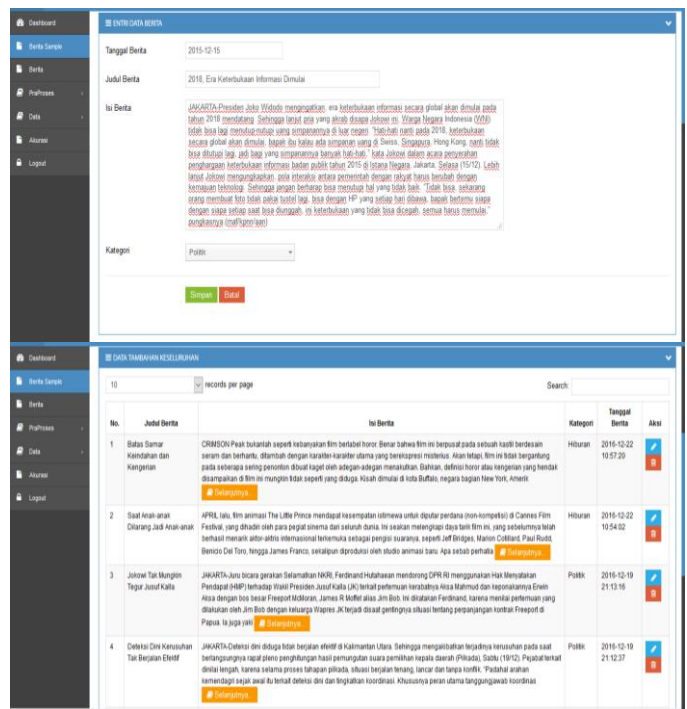 Dashboard
ENTRI DATA BERITA
Berita Sample
Tanggal Berita
2015-12-15
Berita
Judul Berita
2018, Era Keterbukaan Informasi Dimulai
PraProses
Data
Akurasi
Logout
Isi Berita
JAKARTA-Presiden Joko Widodo mengingatkan, era keterbukaan informasi secara global akan dimulai pada
tahun 2018 mendatang. Sehingga lanjut pria yang akrab disapa Jokowi ini, Warga Negara Indonesia (WNI)
tidak bisa lagi menutup-nutupi uang simpanannya di luar negeri. "Hati-hati nanti pada 2018, keterbukaan
secara global akan dimulai, bapak ibu kalau ada simpanan uang di Swiss, Singapura, Hong Kong, nanti tidak
bisa ditutupi lagi, jadi bagi yang simpanannya banyak hati-hati," kata Jokowi dalam acara penyerahan
penghargaan keterbukaan informasi badan publik tahun 2015 di Istana Negara, Jakarta, Selasa (15/12). Lebih
lanjut Jokowi mengungkapkan, pola interaksi antara pemerintah dengan rakyat harus berubah dengan
kemajuan teknologi. Sehingga jangan berharap bisa menutupi hal yang tidak baik. "Tidak bisa, sekarang
orang membuat foto tidak pakai tustel lagi, bisa dengan HP yang setiap hari dibawa, bapak bertemu siapa
dengan siapa setiap saat bisa diunggah, ini keterbukaan yang tidak bisa dicegah, semua harus memulai,"
pungkasnya.(maf/kpnn/aan)
Kategori
Politik
Simpan Batal
Dashboard
DATA TAMBAHAN KESELURUHAN
Berita Sample
10 records per page
Search:
Berita
PraProses
Data
Akurasi
Logout
No. Judul Berita Isi Berita Kategori Tanggal Berita Aksi
1 Batas Samar Keindahan dan Kengerian
CRIMSON Peak bukanlah seperti kebanyakan film berlabel horor. Benar bahwa film ini berpusat pada sebuah kastil berdesain
seram dan berhantu, ditambah dengan karakter-karakter utama yang berekspresi misterius. Akan tetapi, film ini tidak bergantung
pada seberapa sering penonton dibuat kaget oleh adegan-adegan menakutkan. Bahkan, definisi horor atau kengerian yang hendak
disampaikan di film ini mungkin tidak seperti yang diduga. Kisah dimulai di kota Buffalo, negara bagian New York, Amerik
Selanjutnya...
Hiburan 2016-12-22 10:57:20
2 Saat Anak-anak Dilarang Jadi Anak-anak
APRIL lalu, film animasi The Little Prince mendapat kesempatan istimewa untuk diputar perdana (non-kompetisi) di Cannes Film
Festival, yang dihadiri oleh para pegiat sinema dari seluruh dunia. Ini seakan melengkapi daya tarik film ini, yang sebelumnya telah
berhasil menarik aktor-aktris internasional terkemuka sebagai pengisi suaranya, seperti Jeff Bridges, Marion Cotillard, Paul Rudd,
Benicio Del Toro, hingga James Franco, sekalipun diproduksi oleh studio animasi baru. Apa sebab perhatia Selanjutnya...
Hiburan 2016-12-22 10:54:02
3 Jokowi Tak Mungkin Tegur Jusuf Kalla
JAKARTA-Juru bicara gerakan Selamatkan NKRI, Ferdinand Hutahaean mendorong DPR RI menggunakan Hak Menyatakan
Pendapat (HMP) terhadap Wakil Presiden Jusuf Kalla (JK) terkait pertemuan kerabatnya Aksa Mahmud dan keponakannya Erwin
Aksa dengan bos besar Freeport McMoran, James R Moffet alias Jim Bob. Ini dikatakan Ferdinand, karena menilai pertemuan yang
dilakukan oleh Jim Bob dengan keluarga Wapres JK terjadi disaat gentingnya situasi tentang perpanjangan kontrak Freeport di
Papua. Ia juga yaki Selanjutnya...
Politik 2016-12-19 21:13:16
4 Deteksi Dini Kerusuhan Tak Berjalan Efektif
JAKARTA-Deteksi dini diduga tidak berjalan efektif di Kalimantan Utara. Sehingga mengakibatkan terjadinya kerusuhan pada saat
berlangsungnya rapat pleno penghitungan hasil pemungutan suara pemilihan kepala daerah (Pilkada), Sabtu (19/12). Pejabat terkait
dinilai lengah, karena selama proses tahapan pilkada, situasi berjalan tenang, lancar dan tanpa konflik. "Padahal arahan
kemendagri sejak awal itu terkait deteksi dini dan tingkatkan koordinasi. Khususnya peran utama tanggungjawab koordinas
Selanjutnya...
Politik 2016-12-19 21:12:37